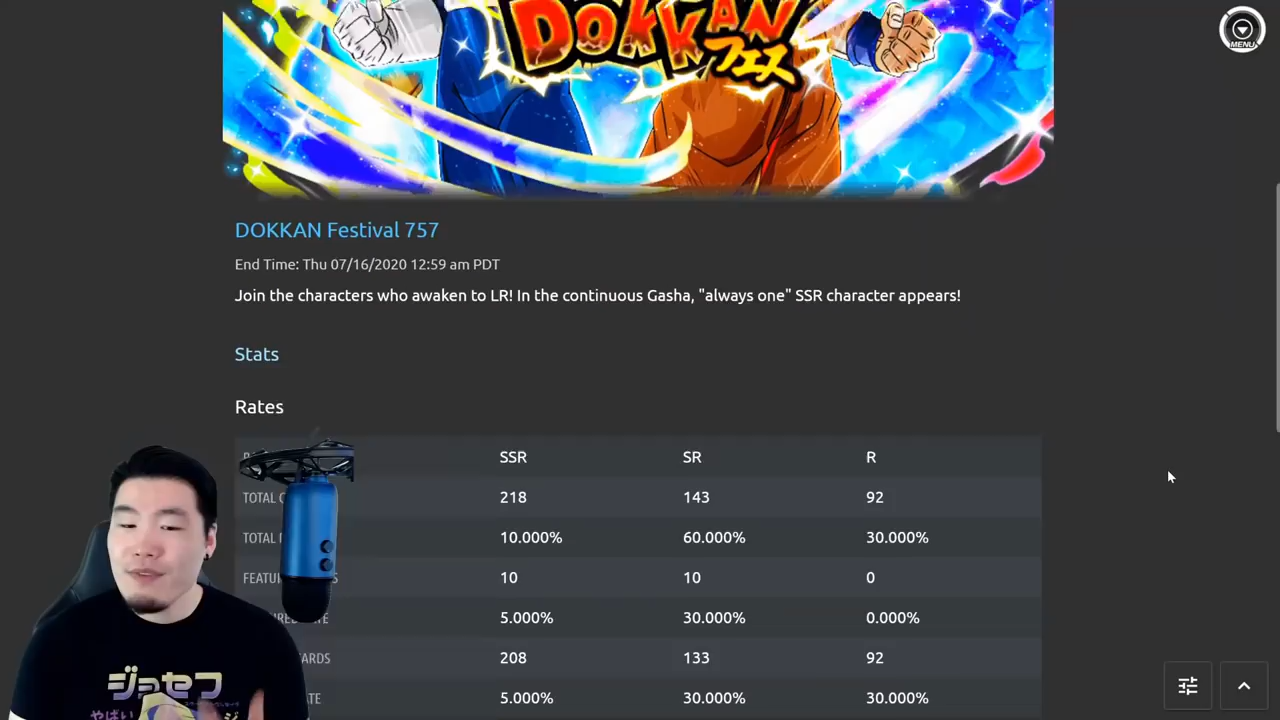 DOKKAN
フェス
MENU
DOKKAN Festival 757
End Time: Thu 07/16/2020 12:59 am PDT
Join the characters who awaken to LR! In the continuous Gasha, "always one" SSR character appears!
Stats
Rates
SSR SR R
TOTAL 218 143 92
TOTAL 10.000% 60.000% 30.000%
10 10 0
5.000% 30.000% 0.000%
208 133 92
5.000% 30.000% 30.000%
ジョセフ
やばい